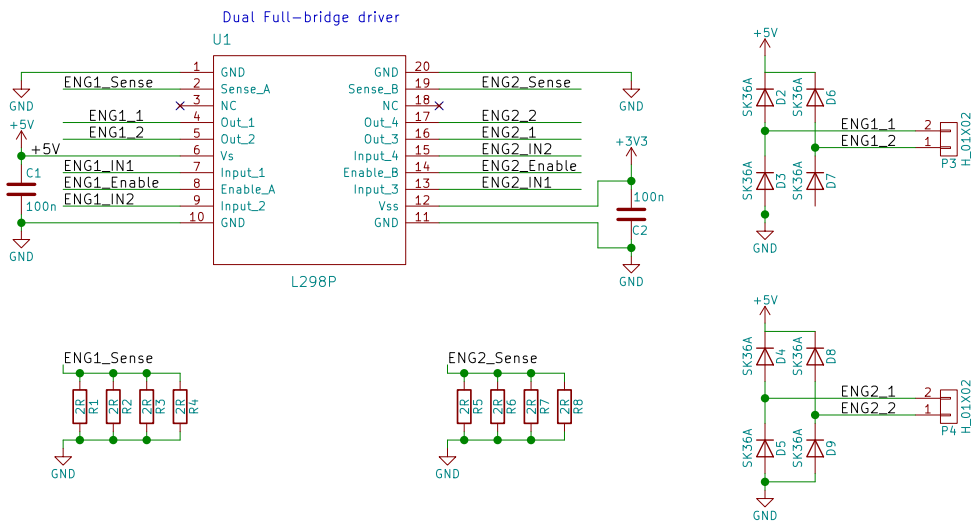 Dual Full-bridge driver
U1
1 GND
2 Sense_A
3 NC
4 Out_1
5 Out_2
6 Vs
7 Input_1
8 Enable_A
9 Input_2
10 GND
GND 20
Sense_B 19
NC 18
Out_4 17
Out_3 16
Input_4 15
Enable_B 14
Input_3 13
Vss 12
GND 11
L298P
GND
ENG1_Sense
ENG1_1
ENG1_2
+5V
+5V
ENG1_IN1
ENG1_Enable
ENG1_IN2
C1
100n
GND
ENG2_Sense
GND
ENG2_2
ENG2_1
ENG2_IN2
ENG2_Enable
ENG2_IN1
+3V3
100n
C2
GND
+5V
SK36A D2
SK36A D6
ENG1_1 2
ENG1_2 1
P3
H_01X02
SK36A D3
SK36A D7
GND
ENG1_Sense
2R R1
2R R2
2R R3
2R R4
GND
ENG2_Sense
2R R5
2R R6
2R R7
2R R8
GND
+5V
SK36A D4
SK36A D8
ENG2_1 2
ENG2_2 1
P4
H_01X02
SK36A D5
SK36A D9
GND